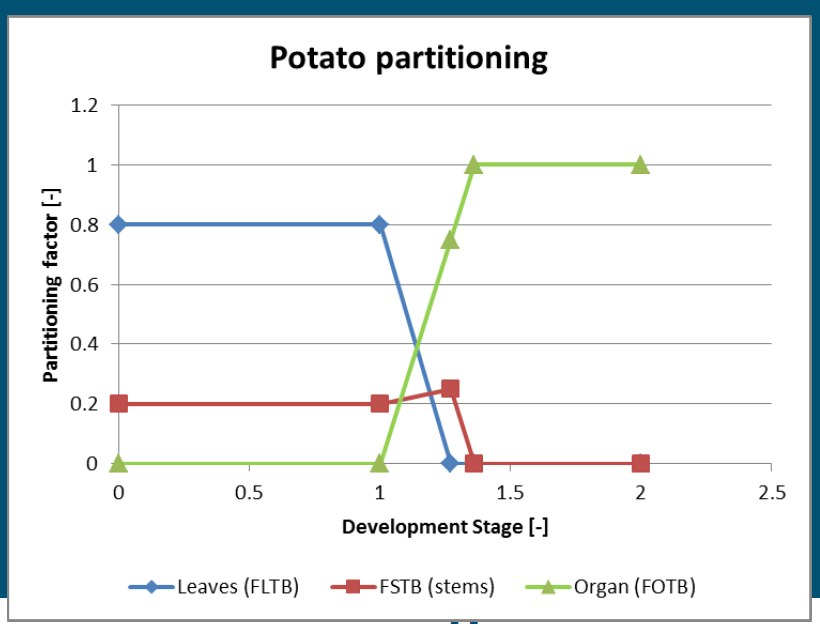 Potato partitioning
1.2
1
0.8
0.6
0.4
0.2
0
Partitioning factor [-]
0 0.5 1 1.5 2 2.5
Development Stage [-]
Leaves (FLTB) FSTB (stems) Organ (FOTB)